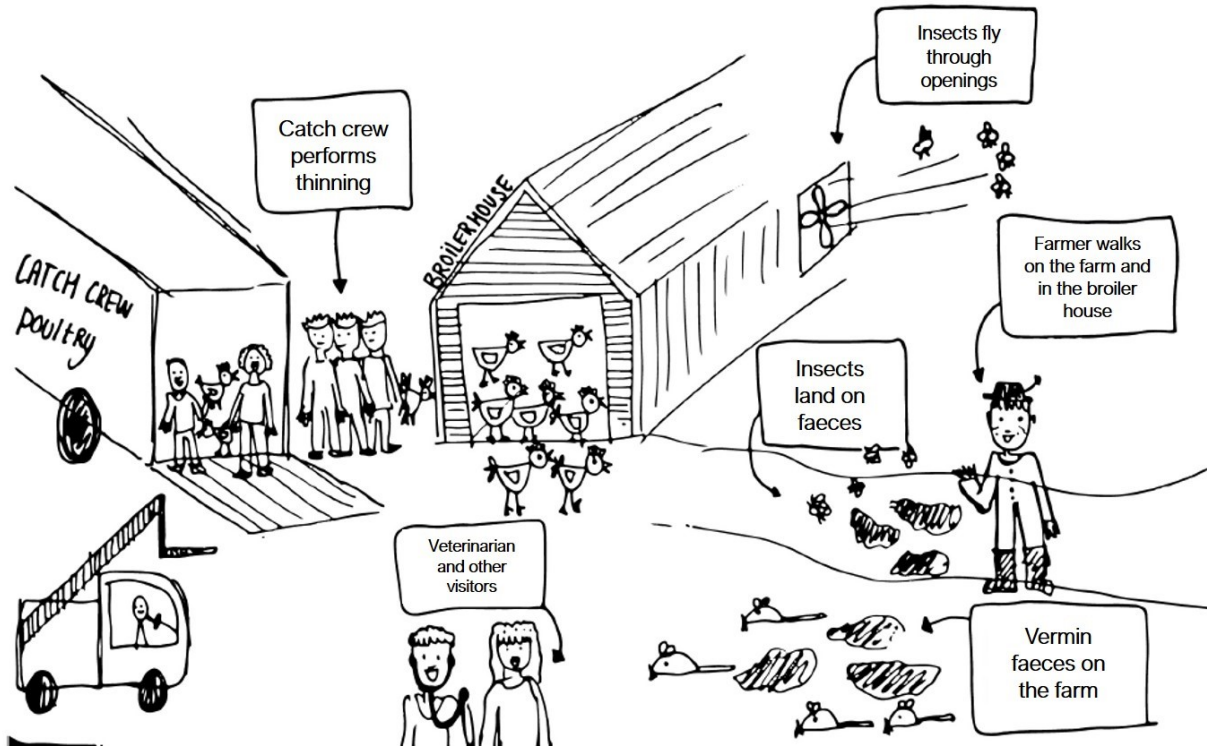 Insects fly
through
openings
Catch crew
performs
thinning
BROILERHOUSE
Farmer walks
on the farm and
in the broiler
house
CATCH CREW
Poultry
Insects
land on
faeces
Veterinarian
and other
visitors
Vermin
faeces on
the farm